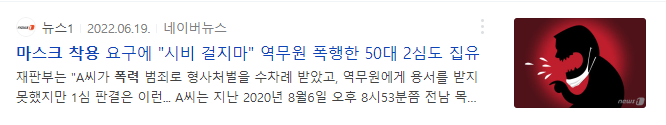 뉴스1 2022.06.19. 네이버뉴스
마스크 착용 요구에 "시비 걸지마" 역무원 폭행한 50대 2심도 집유
재판부는 "A씨가 폭력 범죄로 형사처벌을 수차례 받았고, 역무원에게 용서를 받지
못했지만 1심 판결은 이런... A씨는 지난 2020년 8월6일 오후 8시53분쯤 전남 목...
news1